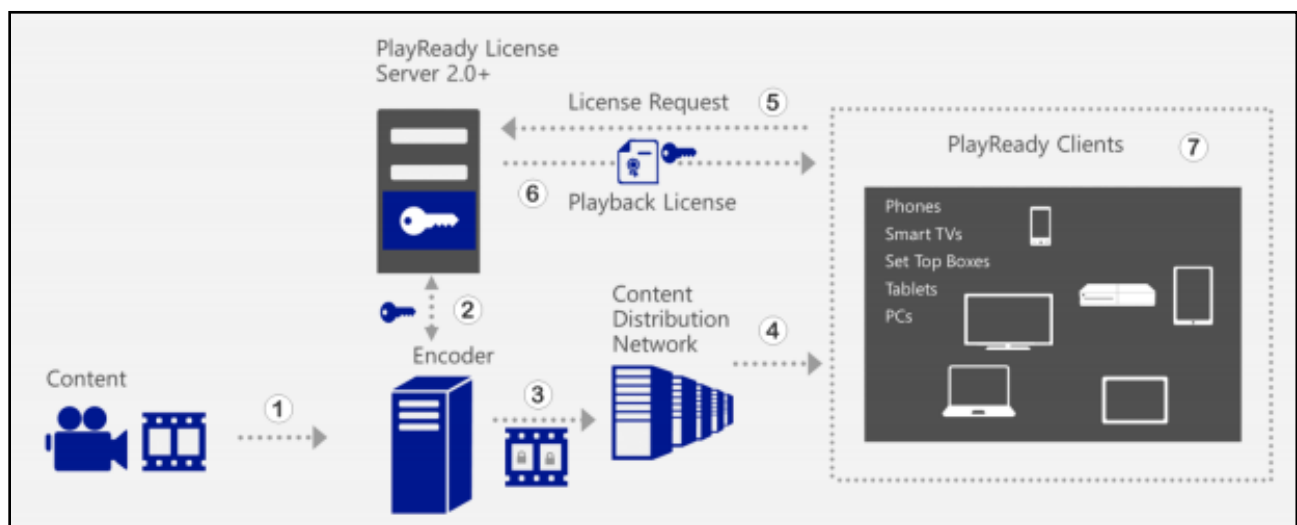 PlayReady License
Server 2.0+
License Request 5
PlayReady Clients 7
6 Playback License
Phones
Smart TVs
Set Top Boxes
Tablets
PCs
2
Content
Distribution
Network
4
Encoder
Content
1
3